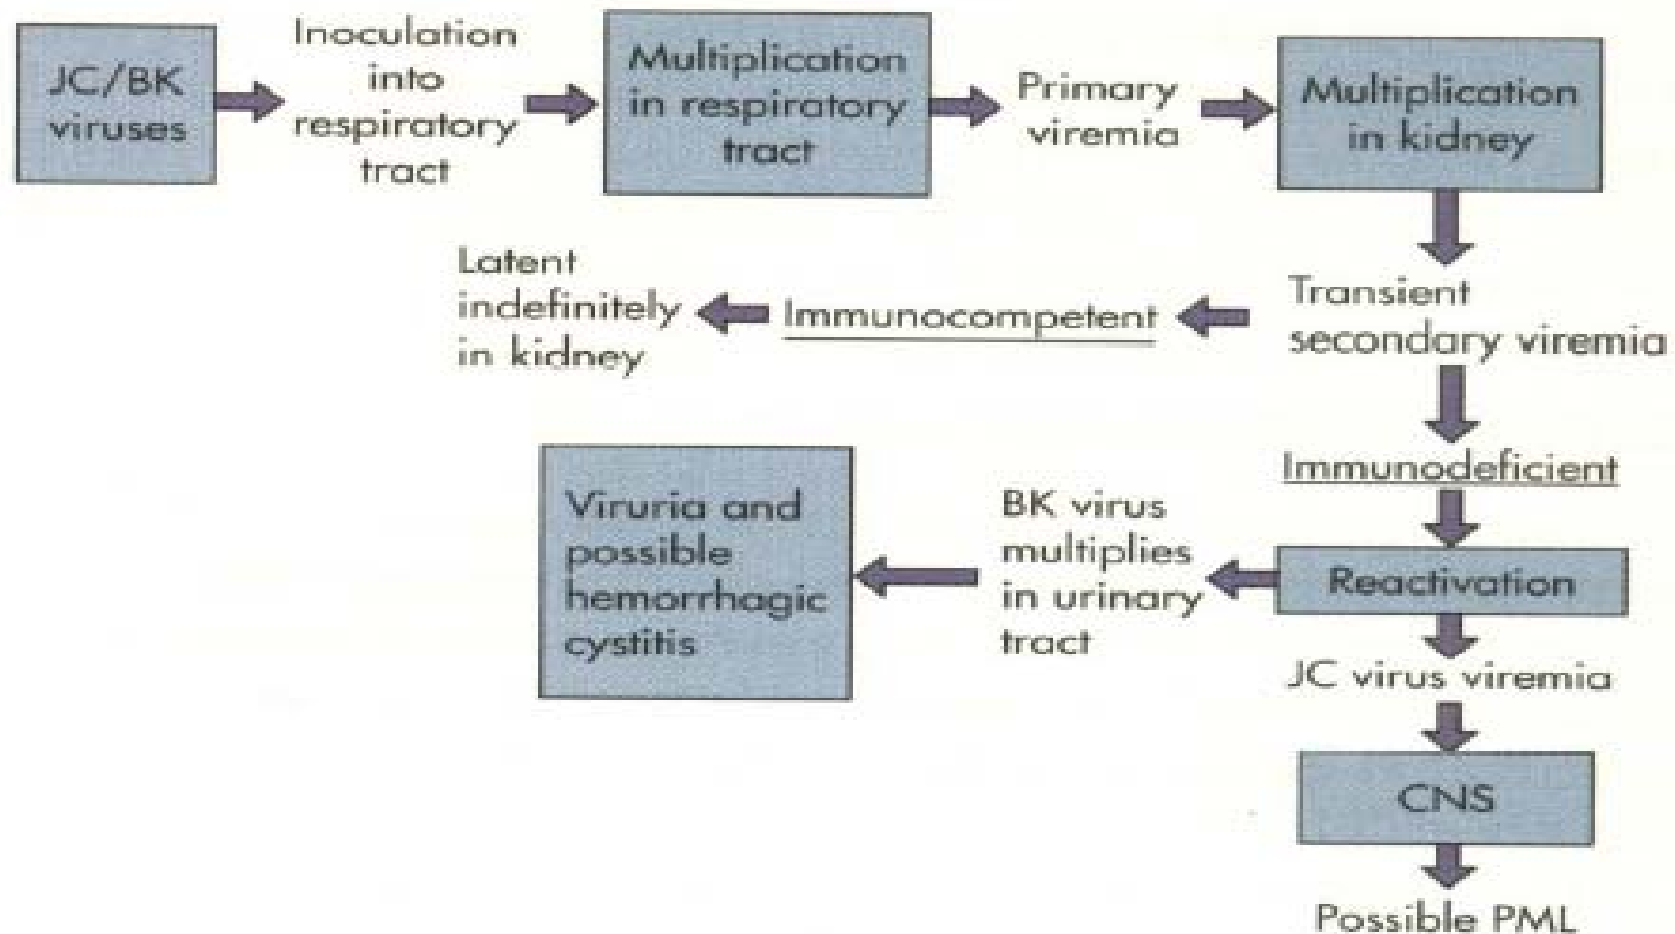 JC/BK
viruses
Inoculation
into
respiratory
tract
Multiplication
in respiratory
tract
Primary
viremia
Multiplication
in kidney
Transient
secondary viremia
Immunocompetent
Latent
indefinitely
in kidney
Immunodeficient
Reactivation
BK virus
multiplies
in urinary
tract
Viruria and
possible
hemorrhagic
cystitis
JC virus viremia
CNS
Possible PML